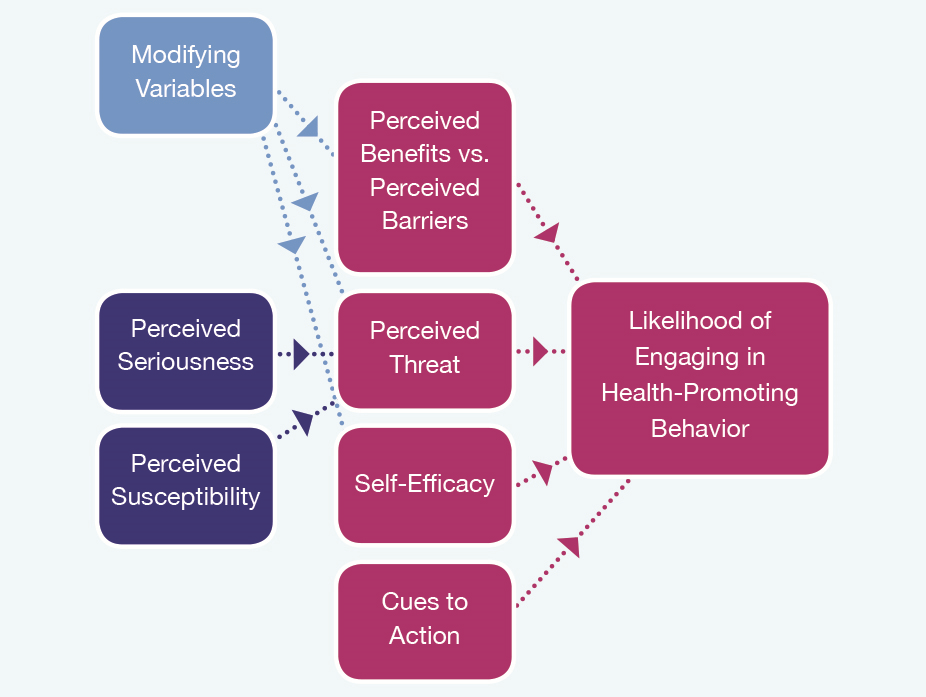 Modifying
Variables
Perceived
Benefits vs.
Perceived
Barriers
Perceived
Seriousness
Perceived
Threat
Likelihood of
Engaging in
Health-Promoting
Behavior
Perceived
Susceptibility
Self-Efficacy
Cues to
Action